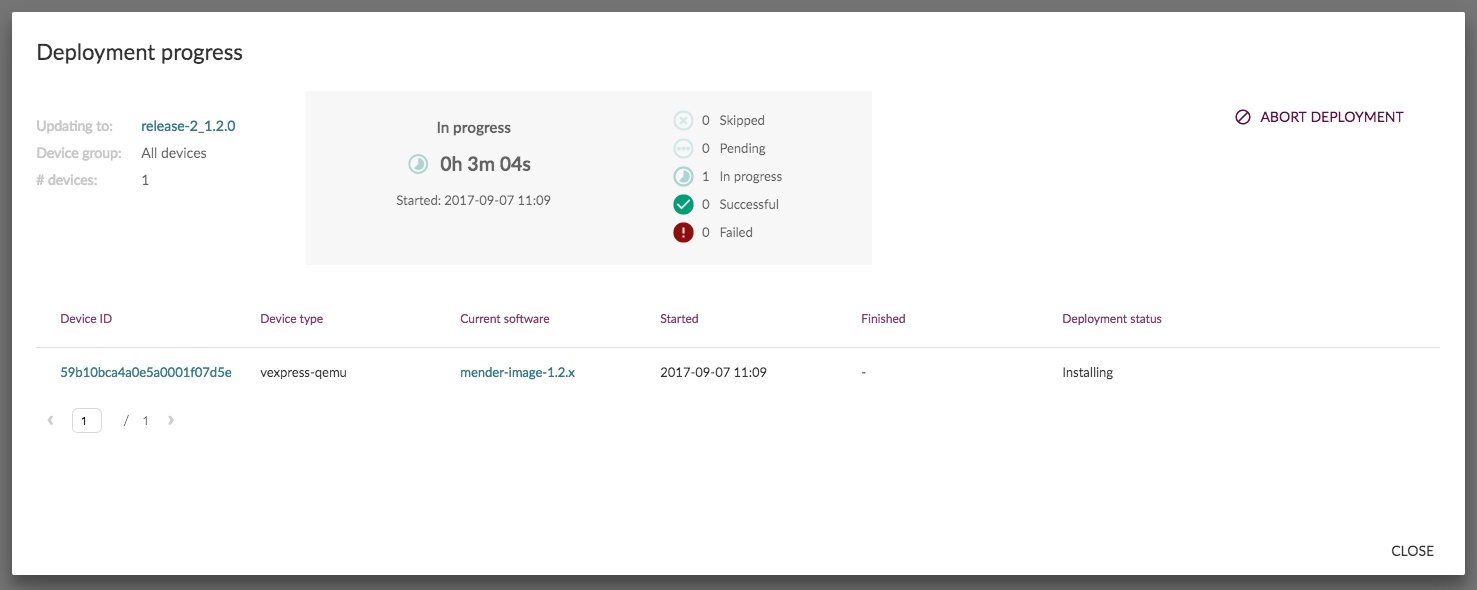 Deployment progress
Updating to: release-2_1.2.0
Device group: All devices
# devices: 1
In progress
0h 3m 04s
Started: 2017-09-07 11:09
0 Skipped
0 Pending
1 In progress
0 Successful
0 Failed
ABORT DEPLOYMENT
Device ID Device type Current software Started Finished Deployment status
59b10bca4a0e5a0001f07d5e vexpress-qemu mender-image-1.2.x 2017-09-07 11:09 - Installing
‹ 1 / 1 ›
CLOSE